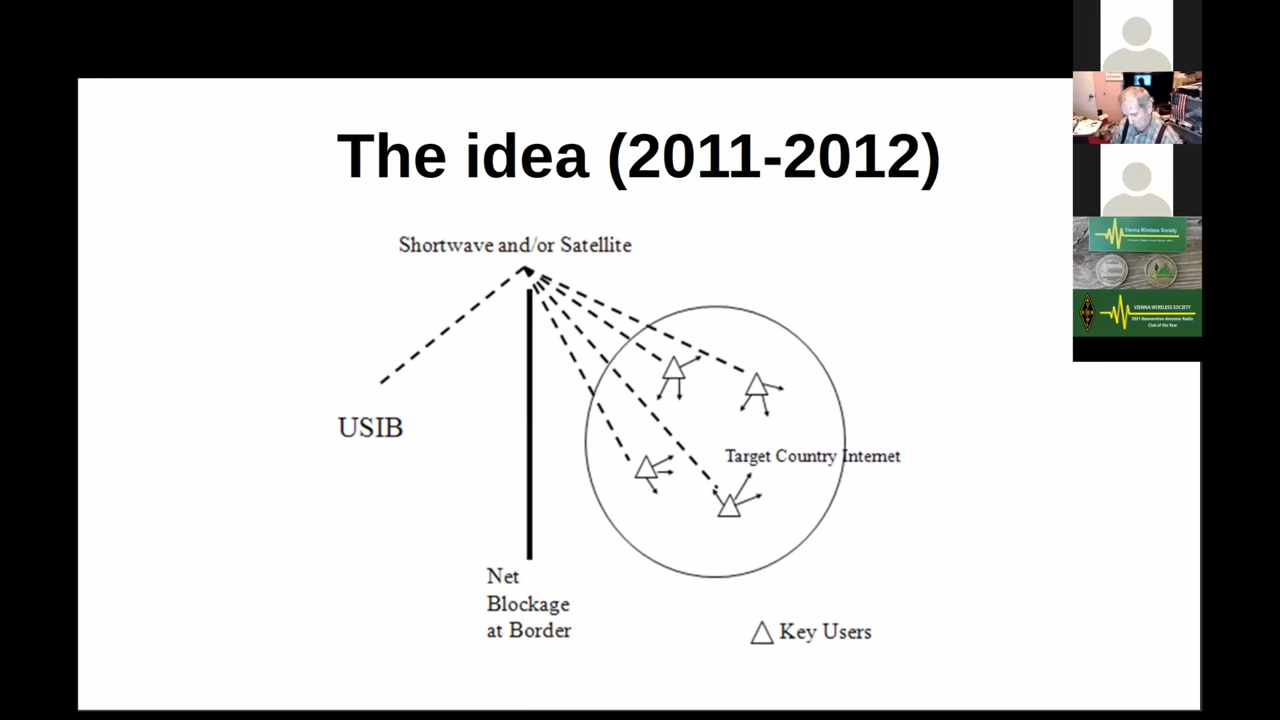 The idea (2011-2012)
Shortwave and/or Satellite
USIB
Target Country Internet
Net
Blockage
at Border
Key Users
Vienna Wireless Society
VIENNA WIRELESS SOCIETY
2021 Hamvention Amateur Radio
Club of the Year